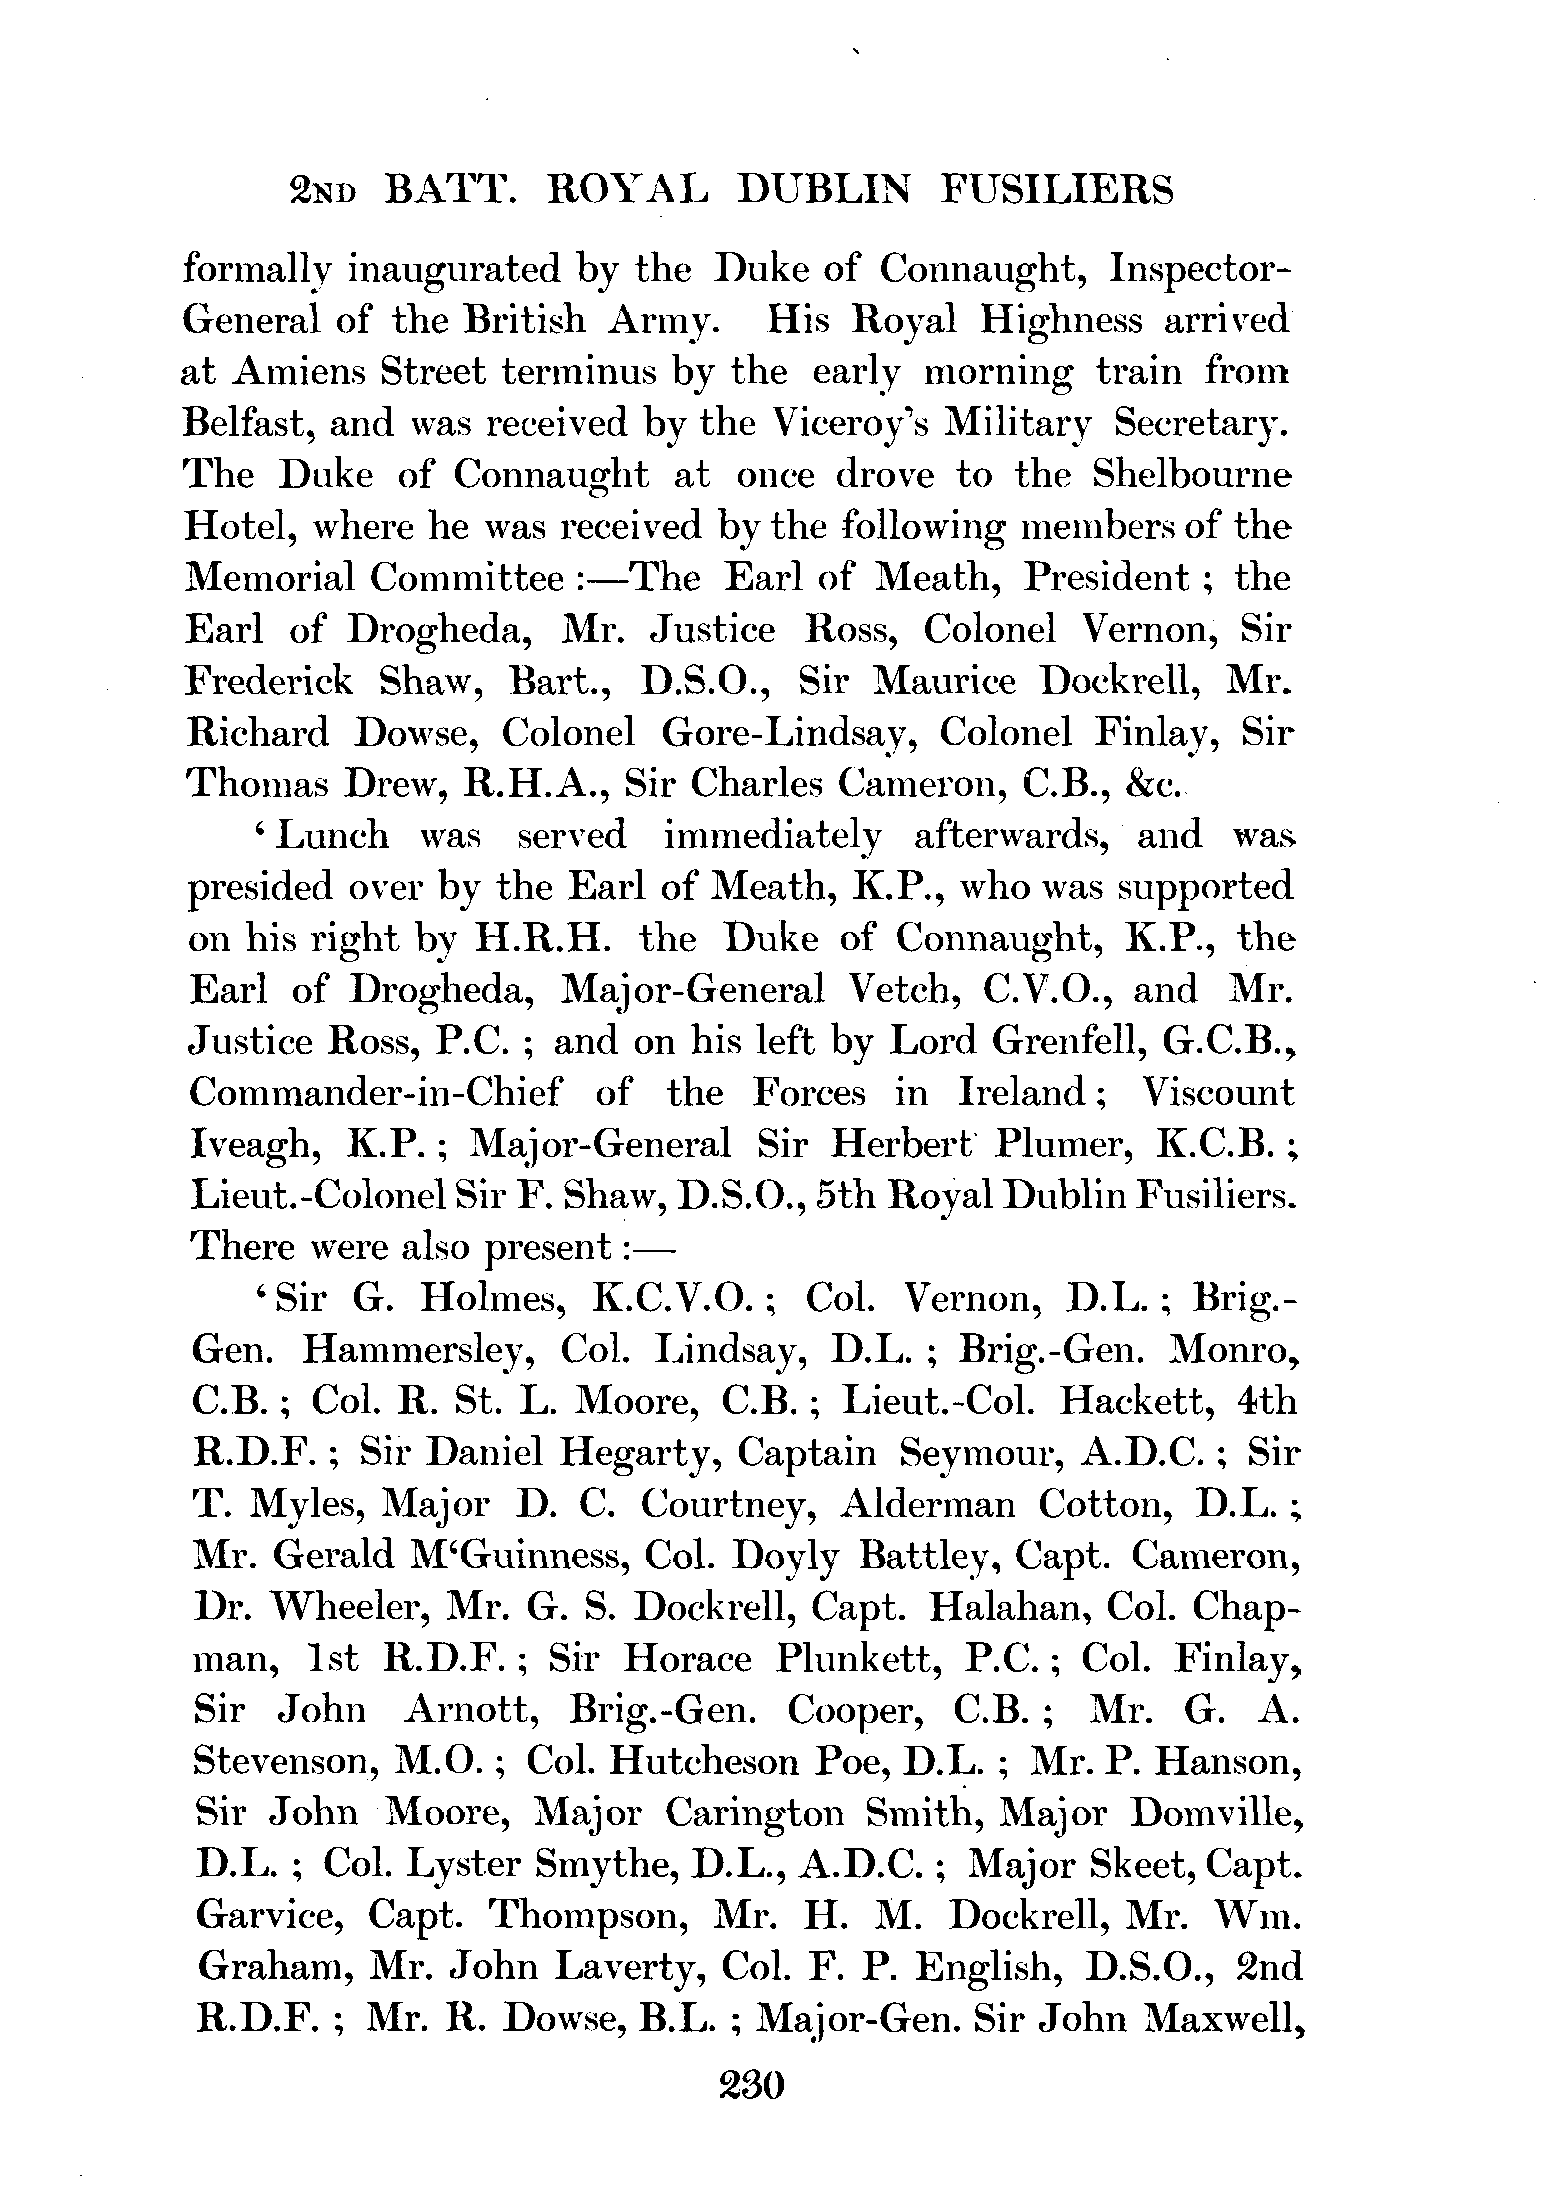 2ND BATT. ROYAL DUBLIN FUSILIERS
formally inaugurated by the Duke of Connaught, Inspector-
General of the British Army. His Royal Highness arrived
at Amiens Street terminus by the early morning train from
Belfast, and was received by the Viceroy's Military Secretary.
The Duke of Connaught at once drove to the Shelbourne
Hotel, where he was received by the following members of the
Memorial Committee :—The Earl of Meath, President ; the
Earl of Drogheda, Mr. Justice Ross, Colonel Vernon, Sir
Frederick Shaw, Bart., D.S.O., Sir Maurice Dockrell, Mr.
Richard Dowse, Colonel Gore-Lindsay, Colonel Finlay, Sir
Thomas Drew, R.H.A., Sir Charles Cameron, C.B., &c.
‘ Lunch was served immediately afterwards, and was
presided over by the Earl of Meath, K.P., who was supported
on his right by H.R.H. the Duke of Connaught, K.P., the
Earl of Drogheda, Major-General Vetch, C.V.O., and Mr.
Justice Ross, P.C. ; and on his left by Lord Grenfell, G.C.B.,
Commander-in-Chief of the Forces in Ireland ; Viscount
Iveagh, K.P. ; Major-General Sir Herbert Plumer, K.C.B. ;
Lieut.-Colonel Sir F. Shaw, D.S.O., 5th Royal Dublin Fusiliers.
There were also present :—
‘ Sir G. Holmes, K.C.V.O. ; Col. Vernon, D.L. ; Brig.-
Gen. Hammersley, Col. Lindsay, D.L. ; Brig.-Gen. Monro,
C.B. ; Col. R. St. L. Moore, C.B. ; Lieut.-Col. Hackett, 4th
R.D.F. ; Sir Daniel Hegarty, Captain Seymour, A.D.C. ; Sir
T. Myles, Major D. C. Courtney, Alderman Cotton, D.L. ;
Mr. Gerald M‘Guinness, Col. Doyly Battley, Capt. Cameron,
Dr. Wheeler, Mr. G. S. Dockrell, Capt. Halahan, Col. Chap-
man, 1st R.D.F. ; Sir Horace Plunkett, P.C. ; Col. Finlay,
Sir John Arnott, Brig.-Gen. Cooper, C.B. ; Mr. G. A.
Stevenson, M.O. ; Col. Hutcheson Poe, D.L. ; Mr. P. Hanson,
Sir John Moore, Major Carington Smith, Major Domville,
D.L. ; Col. Lyster Smythe, D.L., A.D.C. ; Major Skeet, Capt.
Garvice, Capt. Thompson, Mr. H. M. Dockrell, Mr. Wm.
Graham, Mr. John Laverty, Col. F. P. English, D.S.O., 2nd
R.D.F. ; Mr. R. Dowse, B.L. ; Major-Gen. Sir John Maxwell,
230